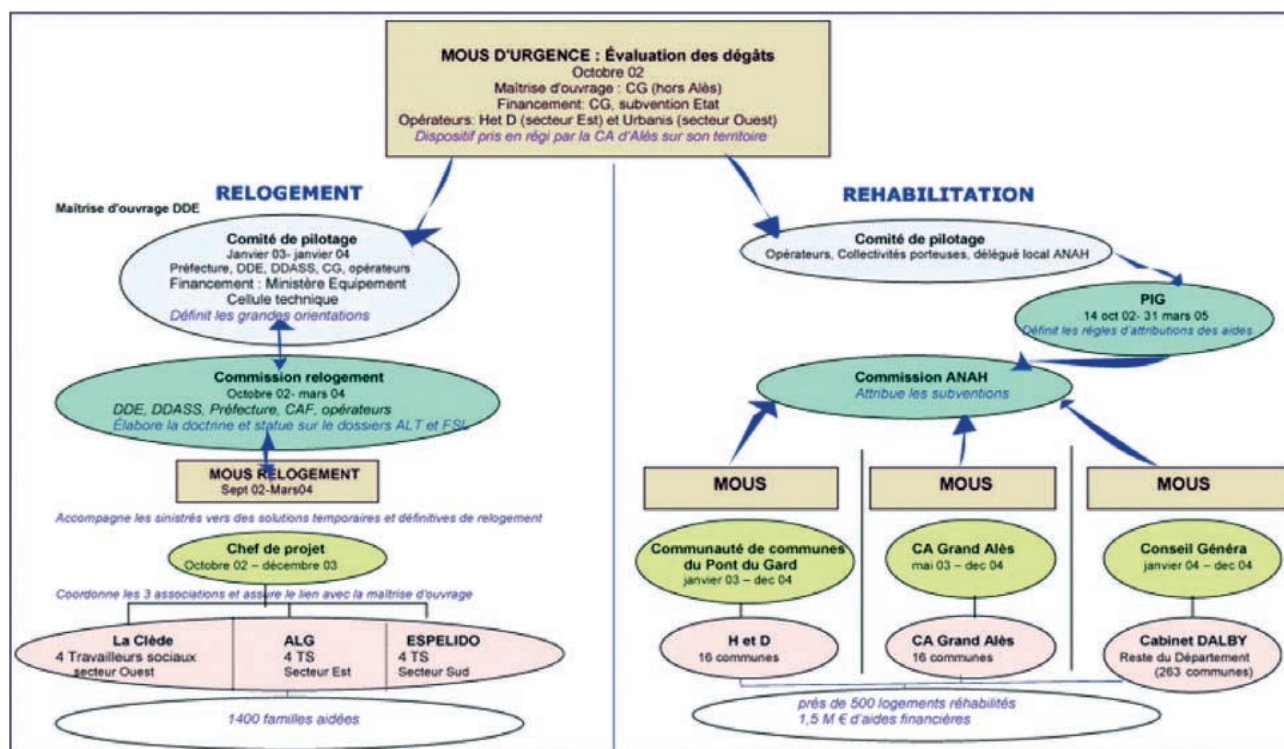 MOUS D'URGENCE : Évaluation des dégâts
Octobre 02
Maîtrise d'ouvrage : CG (hors Alès)
Financement: CG, subvention Etat
Opérateurs: Het D (secteur Est) et Urbanis (secteur Ouest)
Dispositif pris en régi par la CA d'Alès sur son territoire
RELOGEMENT
Maîtrise d'ouvrage DDE
Comité de pilotage
Janvier 03- janvier 04
Préfecture, DDE, DDASS, CG, opérateurs
Financement : Ministère Equipement
Cellule technique
Définit les grandes orientations
Commission relogement
Octobre 02- mars 04
DDE, DDASS, Préfecture, CAF, opérateurs
Élabore la doctrine et statue sur le dossiers ALT et FSL
MOUS RELOGEMENT
Sept 02-Mars04
Accompagne les sinistrés vers des solutions temporaires et définitives de relogement
Chef de projet
Octobre 02 – décembre 03
Coordonne les 3 associations et assure le lien avec la maîtrise d'ouvrage
La Clède
4 Travailleurs sociaux
secteur Ouest
ALG
4 TS
Secteur Est
ESPELIDO
4 TS
Secteur Sud
1400 familles aidées
REHABILITATION
Comité de pilotage
Opérateurs, Collectivités porteuses, délégué local ANAH
PIG
14 oct 02- 31 mars 05
Définit les règles d'attributions des aides
Commission ANAH
Attribue les subventions
MOUS
Communauté de communes
du Pont du Gard
janvier 03 – dec 04
H et D
16 communes
MOUS
CA Grand Alès
mai 03 – dec 04
CA Grand Alès
16 communes
MOUS
Conseil Généra
janvier 04 – dec 04
Cabinet DALBY
Reste du Département
(263 communes)
près de 500 logements réhabilités
1,5 M € d'aides financières